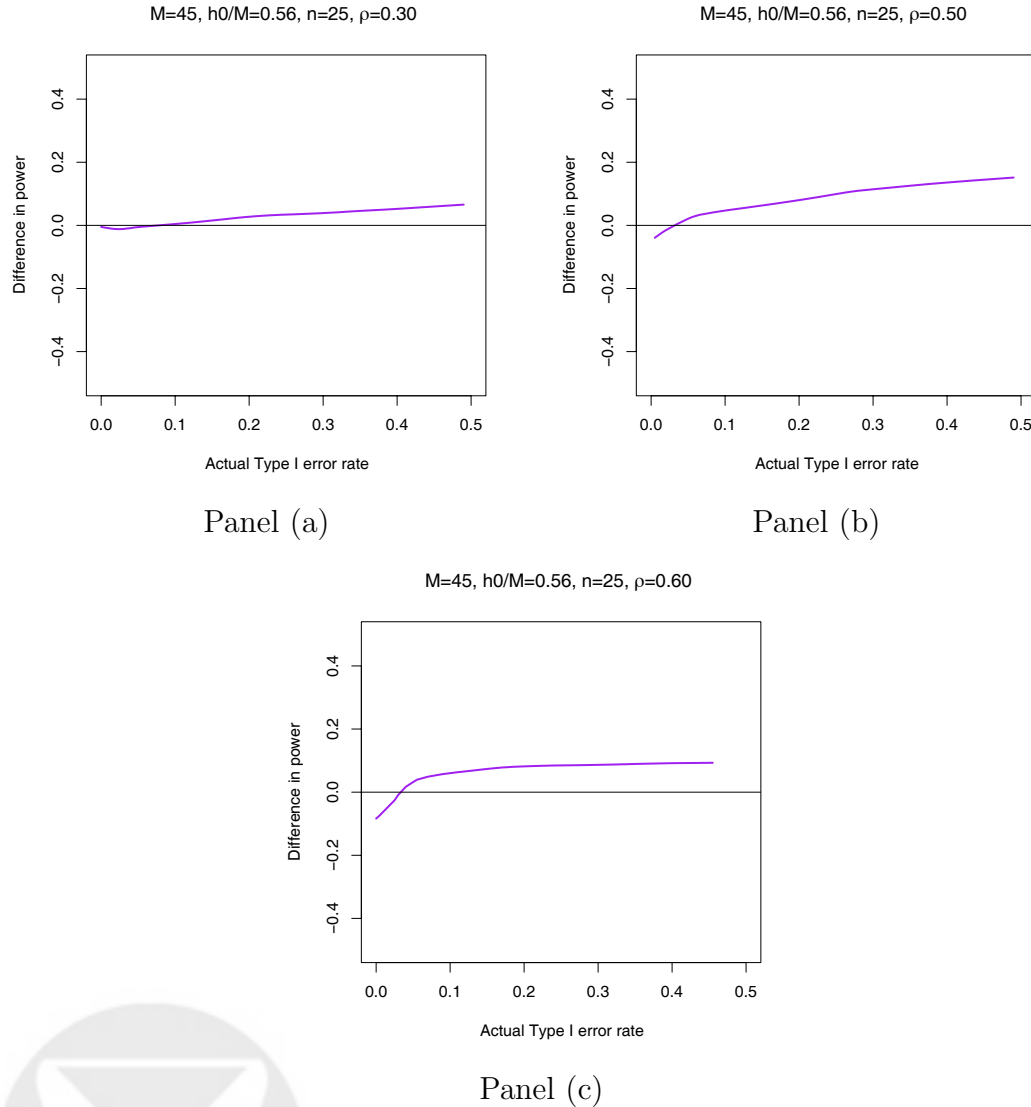 M=45, h0/M=0.56, n=25, ρ=0.30
Difference in power
0.4
0.2
0.0
−0.2
−0.4
0.0 0.1 0.2 0.3 0.4 0.5
Actual Type I error rate
Panel (a)
M=45, h0/M=0.56, n=25, ρ=0.50
Difference in power
0.4
0.2
0.0
−0.2
−0.4
0.0 0.1 0.2 0.3 0.4 0.5
Actual Type I error rate
Panel (b)
M=45, h0/M=0.56, n=25, ρ=0.60
Difference in power
0.4
0.2
0.0
−0.2
−0.4
0.0 0.1 0.2 0.3 0.4 0.5
Actual Type I error rate
Panel (c)